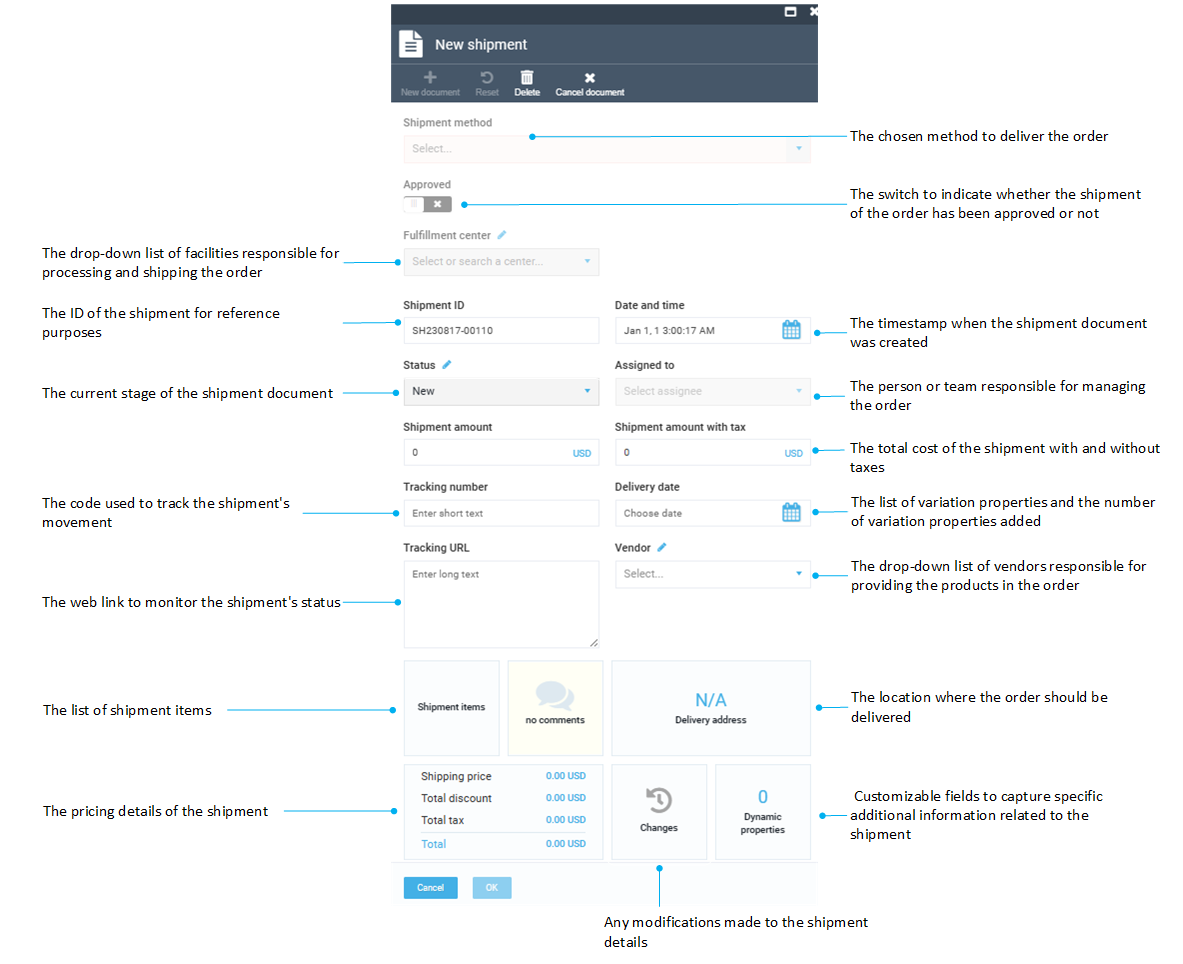 New shipment
New document Reset Delete Cancel document
Shipment method
Select...
The chosen method to deliver the order
Approved
The switch to indicate whether the shipment
of the order has been approved or not
Fulfillment center
Select or search a center...
The drop-down list of facilities responsible for
processing and shipping the order
Shipment ID
SH230817-00110
The ID of the shipment for reference
purposes
Date and time
Jan 1, 1 3:00:17 AM
The timestamp when the shipment document
was created
Status
New
The current stage of the shipment document
Assigned to
Select assignee
The person or team responsible for managing
the order
Shipment amount
0 USD
Shipment amount with tax
0 USD
The total cost of the shipment with and without
taxes
Tracking number
Enter short text
The code used to track the shipment's
movement
Delivery date
Choose date
The list of variation properties and the number
of variation properties added
Tracking URL
Enter long text
The web link to monitor the shipment's status
Vendor
Select...
The drop-down list of vendors responsible for
providing the products in the order
Shipment items
The list of shipment items
no comments
N/A
Delivery address
The location where the order should be
delivered
Shipping price 0.00 USD
Total discount 0.00 USD
Total tax 0.00 USD
Total 0.00 USD
The pricing details of the shipment
Changes
0
Dynamic
properties
Customizable fields to capture specific
additional information related to the
shipment
Cancel OK
Any modifications made to the shipment
details